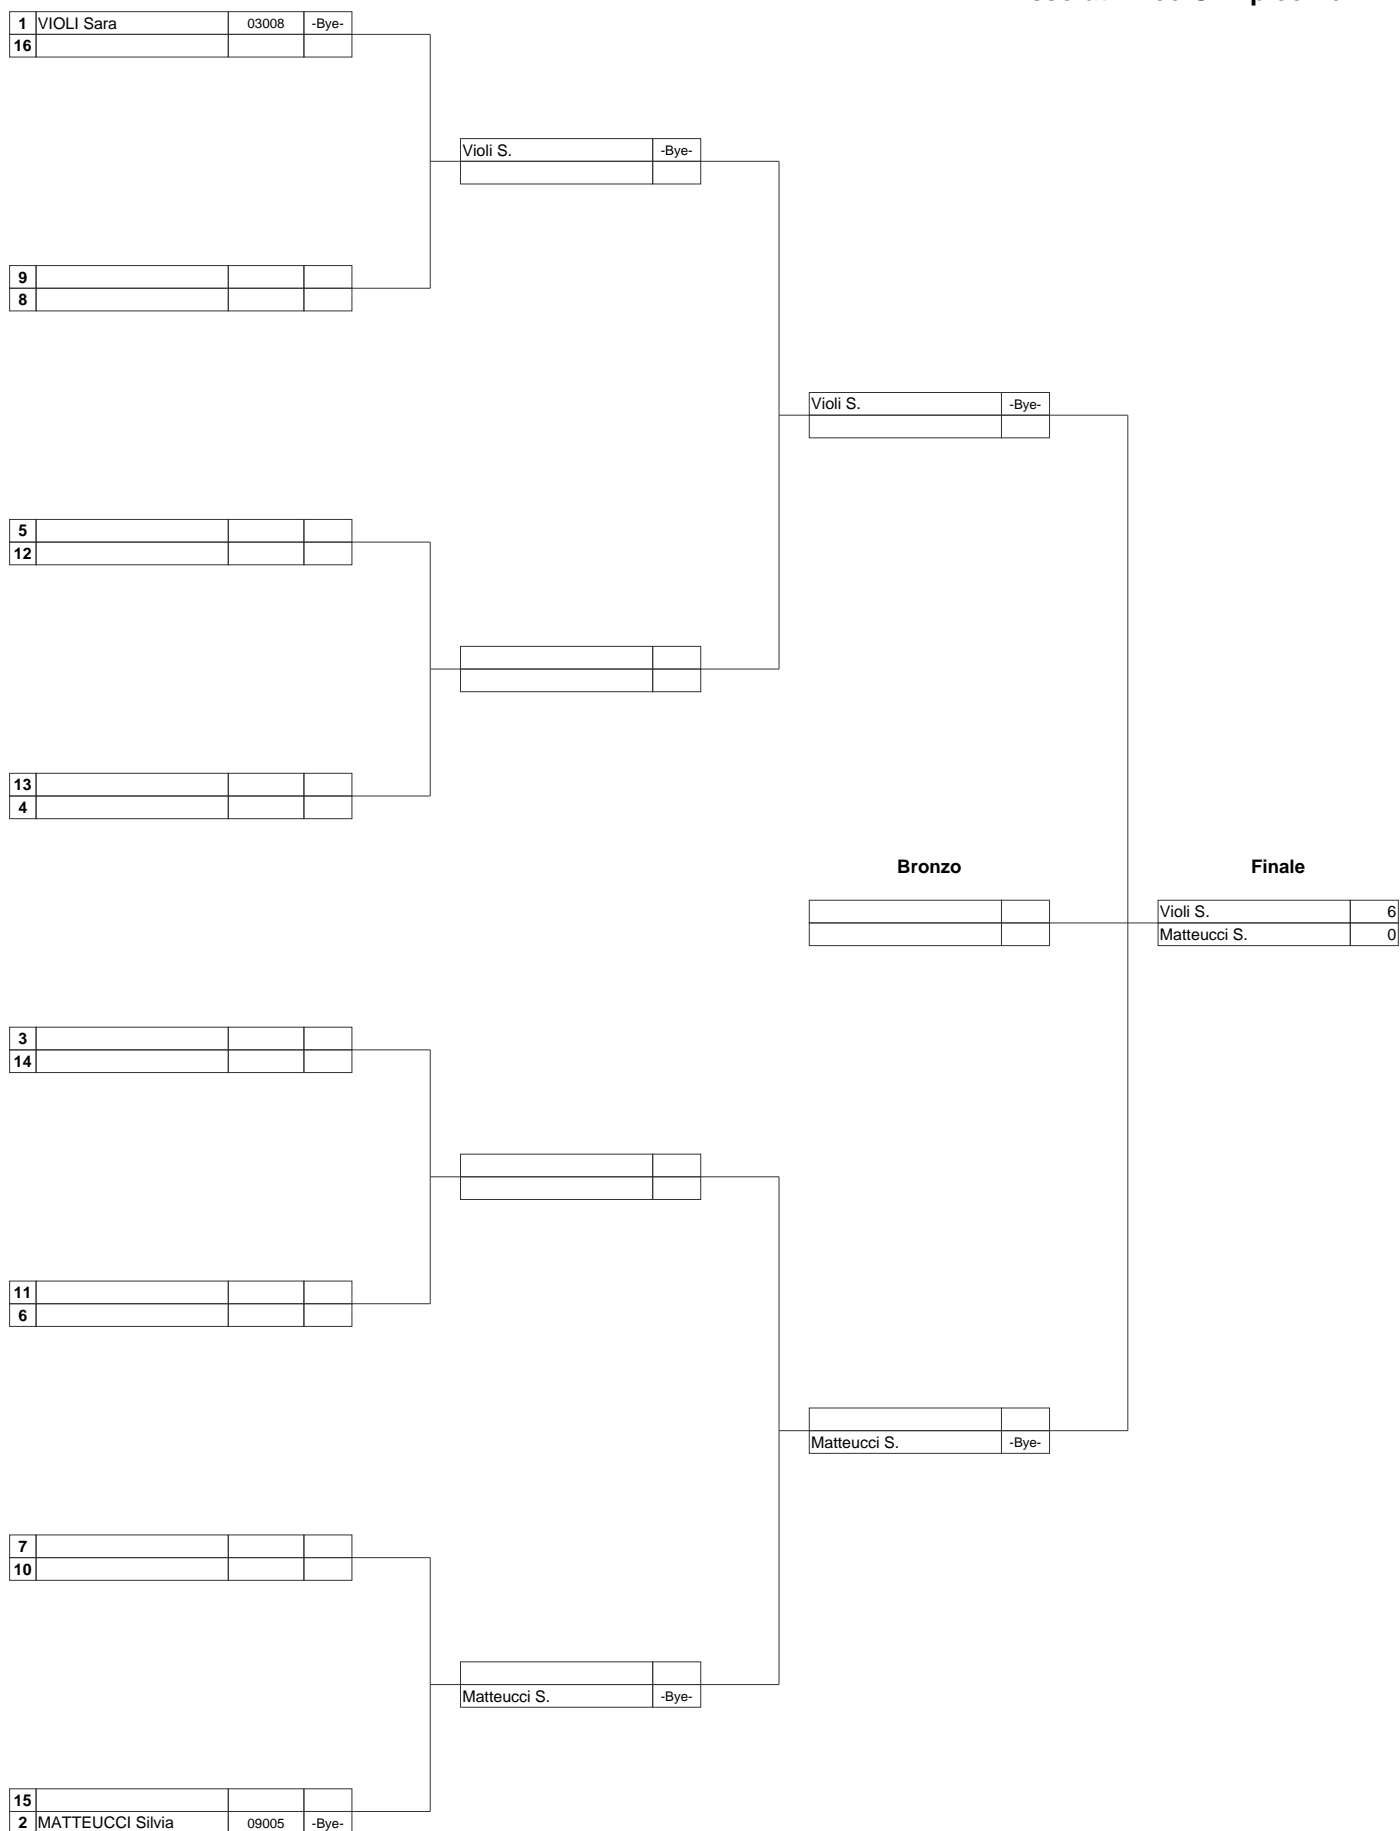 1 VIOLI Sara 03008 -Bye-
16
Violi S. -Bye-
9
8
Violi S. -Bye-
5
12
13
4
Bronzo Finale
Violi S. 6
Matteucci S. 0
3
14
11
6
Matteucci S. -Bye-
7
10
Matteucci S. -Bye-
15
2 MATTEUCCI Silvia 09005 -Bye-